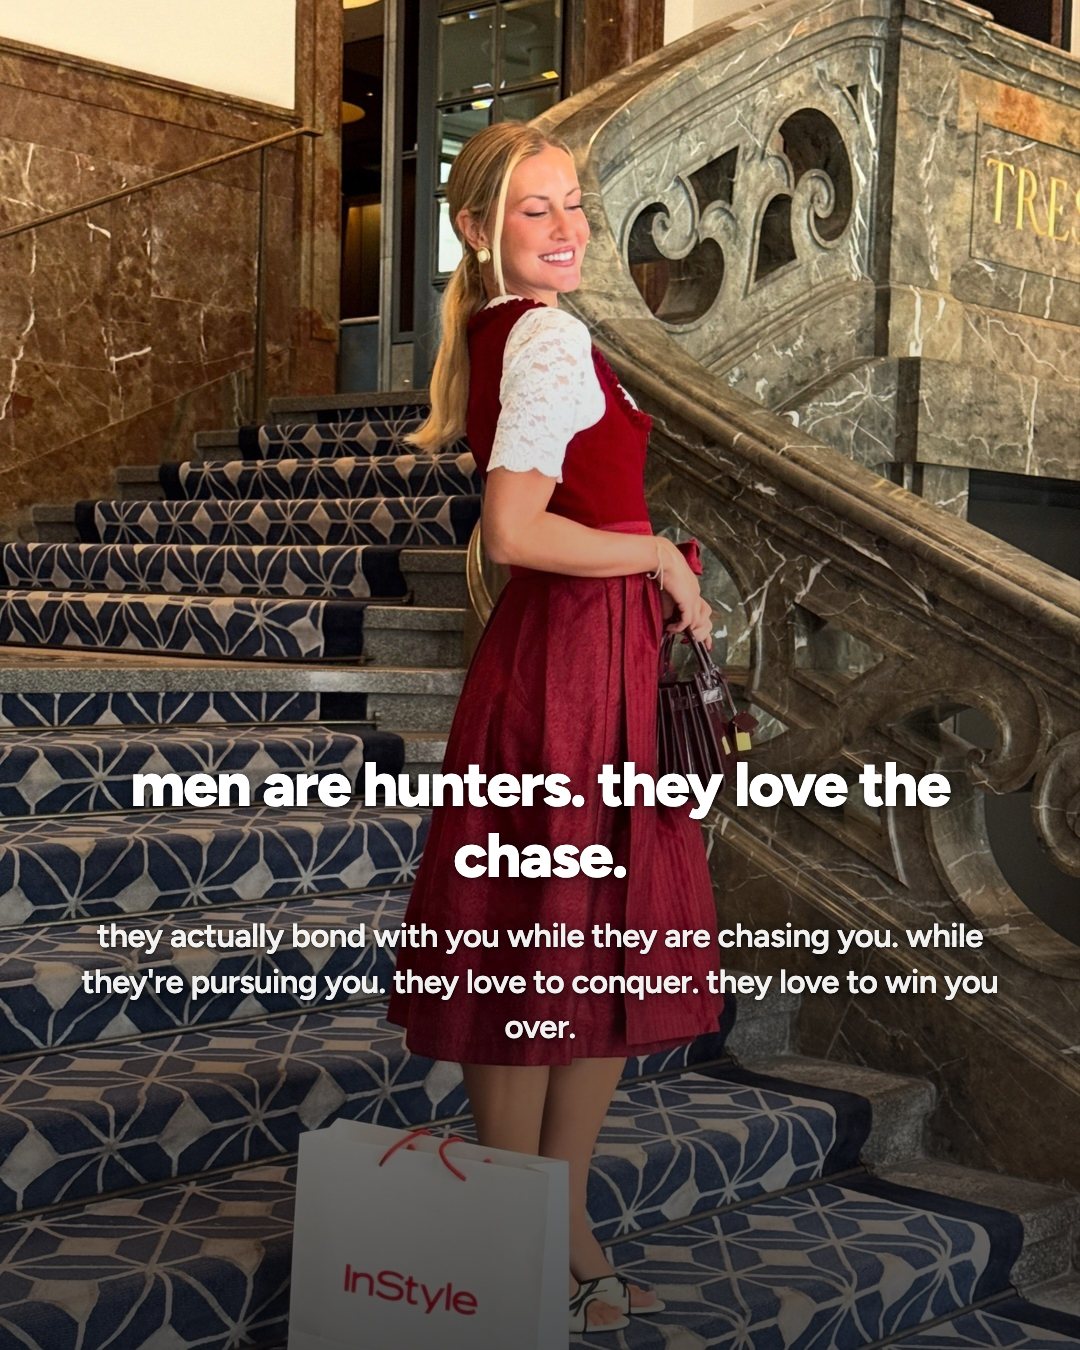 TRES
men are hunters. they love the
chase.
they actually bond with you while they are chasing you. while
they're pursuing you. they love to conquer. they love to win you
over.
InStyle